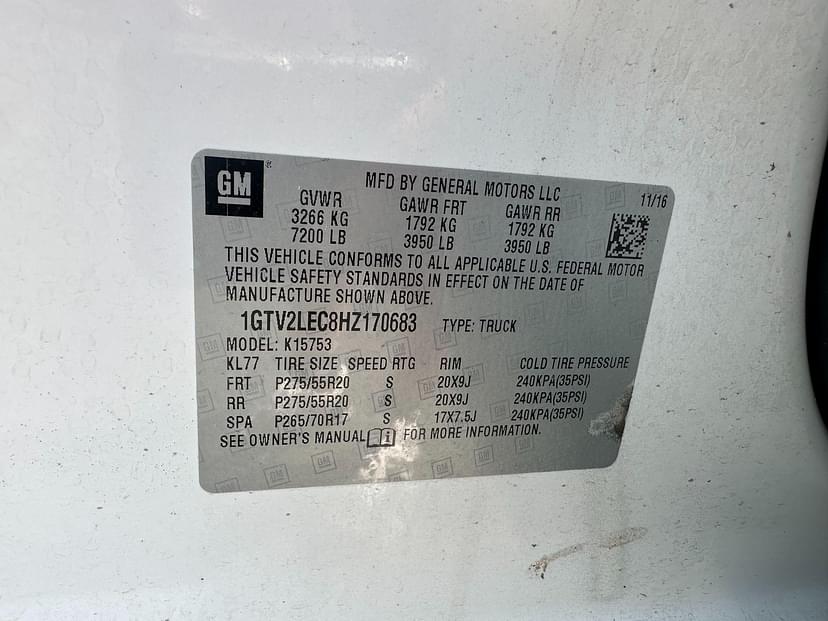 GM
MFD BY GENERAL MOTORS LLC 11/16
GVWR GAWR FRT GAWR RR
3266 KG 1792 KG 1792 KG
7200 LB 3950 LB 3950 LB
THIS VEHICLE CONFORMS TO ALL APPLICABLE U.S. FEDERAL MOTOR
VEHICLE SAFETY STANDARDS IN EFFECT ON THE DATE OF
MANUFACTURE SHOWN ABOVE.
1GTV2LEC8HZ170683 TYPE: TRUCK
MODEL: K15753
KL77 TIRE SIZE SPEED RTG RIM COLD TIRE PRESSURE
FRT P275/55R20 S 20X9J 240KPA(35PSI)
RR P275/55R20 S 20X9J 240KPA(35PSI)
SPA P265/70R17 S 17X7.5J 240KPA(35PSI)
SEE OWNER'S MANUAL FOR MORE INFORMATION.